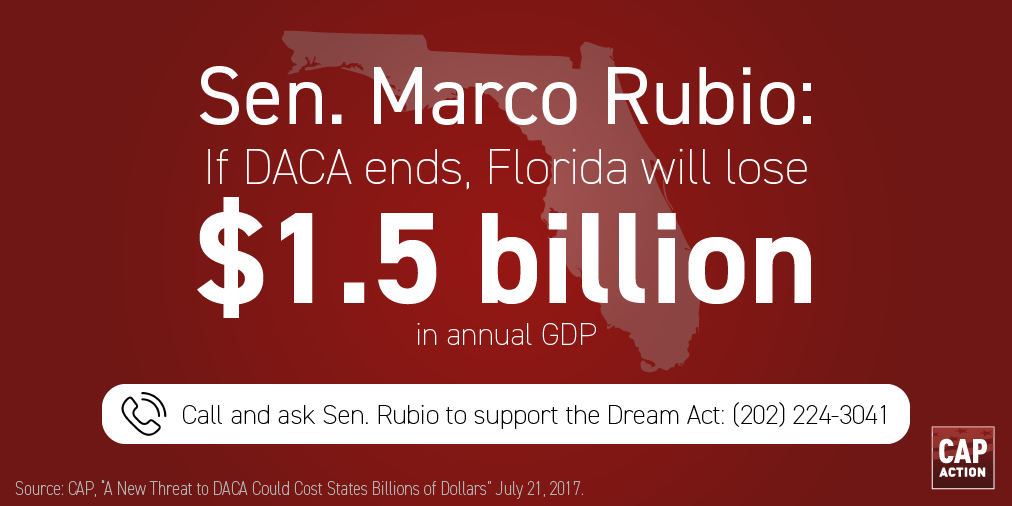 Sen. Marco Rubio:
If DACA ends, Florida will lose
$1.5 billion
in annual GDP
Call and ask Sen. Rubio to support the Dream Act: (202) 224-3041
CAP
ACTION
Source: CAP, "A New Threat to DACA Could Cost States Billions of Dollars" July 21, 2017.